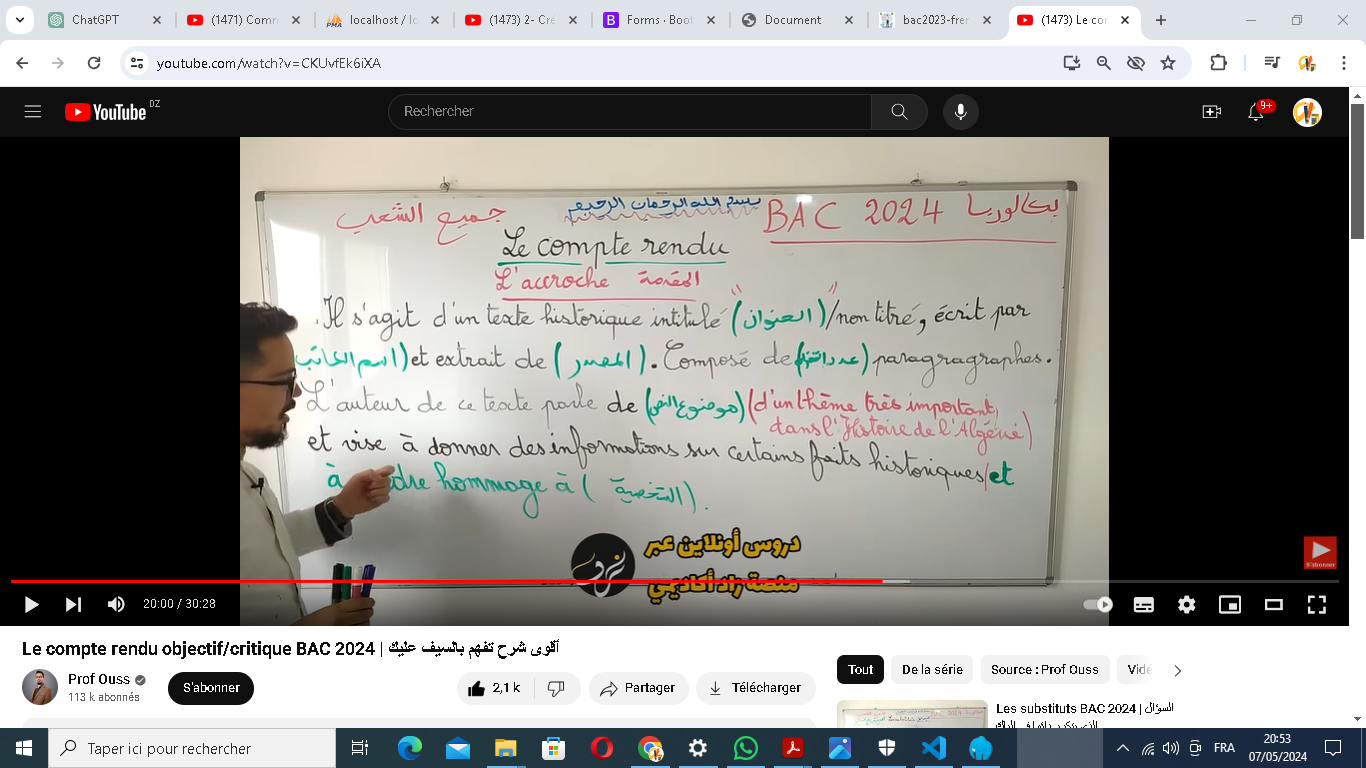 ChatGPT
(1471) Comm
localhost / lo
(1473) 2- Cré
Forms · Boot
Document
bac2023-fren
(1473) Le con
youtube.com/watch?v=CKUvfEk6iXA
YouTube DZ
Rechercher
9+
جميع الشعب
بسم الله الرحمان الرحيم
BAC 2024 بكالوريا
Le compte rendu
L'accroche المقدمة
Il s'agit d'un texte historique intitulé "(العنوان)"/non titré, écrit par
(اسم الكاتب) et extrait de (المصدر). Composé de (عدد الفقرات) paragragraphes.
L'auteur de ce texte parle de (موضوع النص) (d'un thème très important
dans l'Histoire de l'Algérie)
et vise à donner des informations sur certains faits historiques/et
à hommage à (الشخصية).
دروس أونلاين عبر
منصة زاد أكاديمي
S'abonner
20:00 / 30:28
Le compte rendu objectif/critique BAC 2024 | أقوى شرح تفهم بالسيف عليك
Prof Ouss
113 k abonnés
S'abonner
2,1 k
Partager
Télécharger
Tout
De la série
Source : Prof Ouss
Vidé
Les substituts BAC 2024 | السؤال
Taper ici pour rechercher
FRA
20:53
07/05/2024